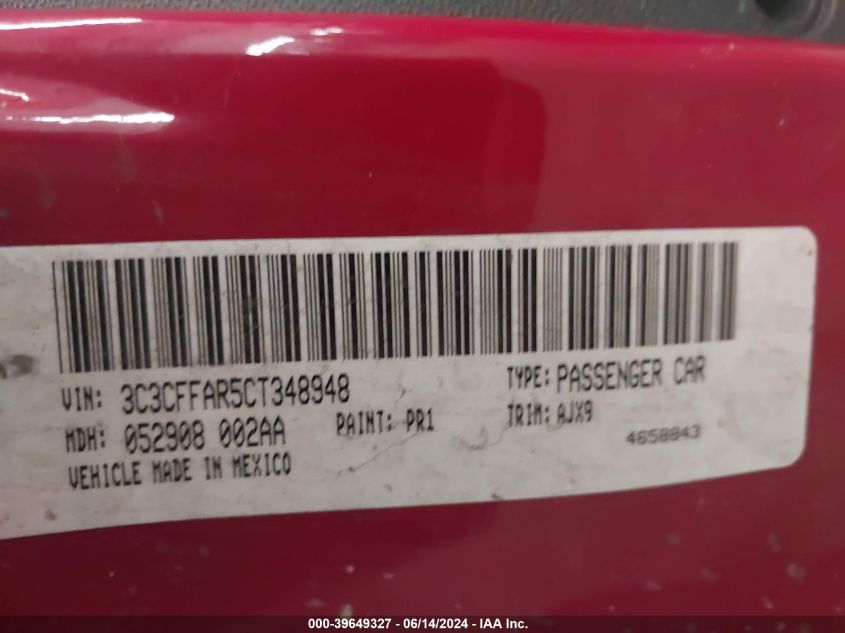 VIN: 3C3CFFAR5CT348948
TYPE: PASSENGER CAR
MDH: 052908 002AA
PAINT: PR1
TRIM: AJX9
VEHICLE MADE IN MEXICO
4658843
000-39649327 - 06/14/2024 - IAA Inc.